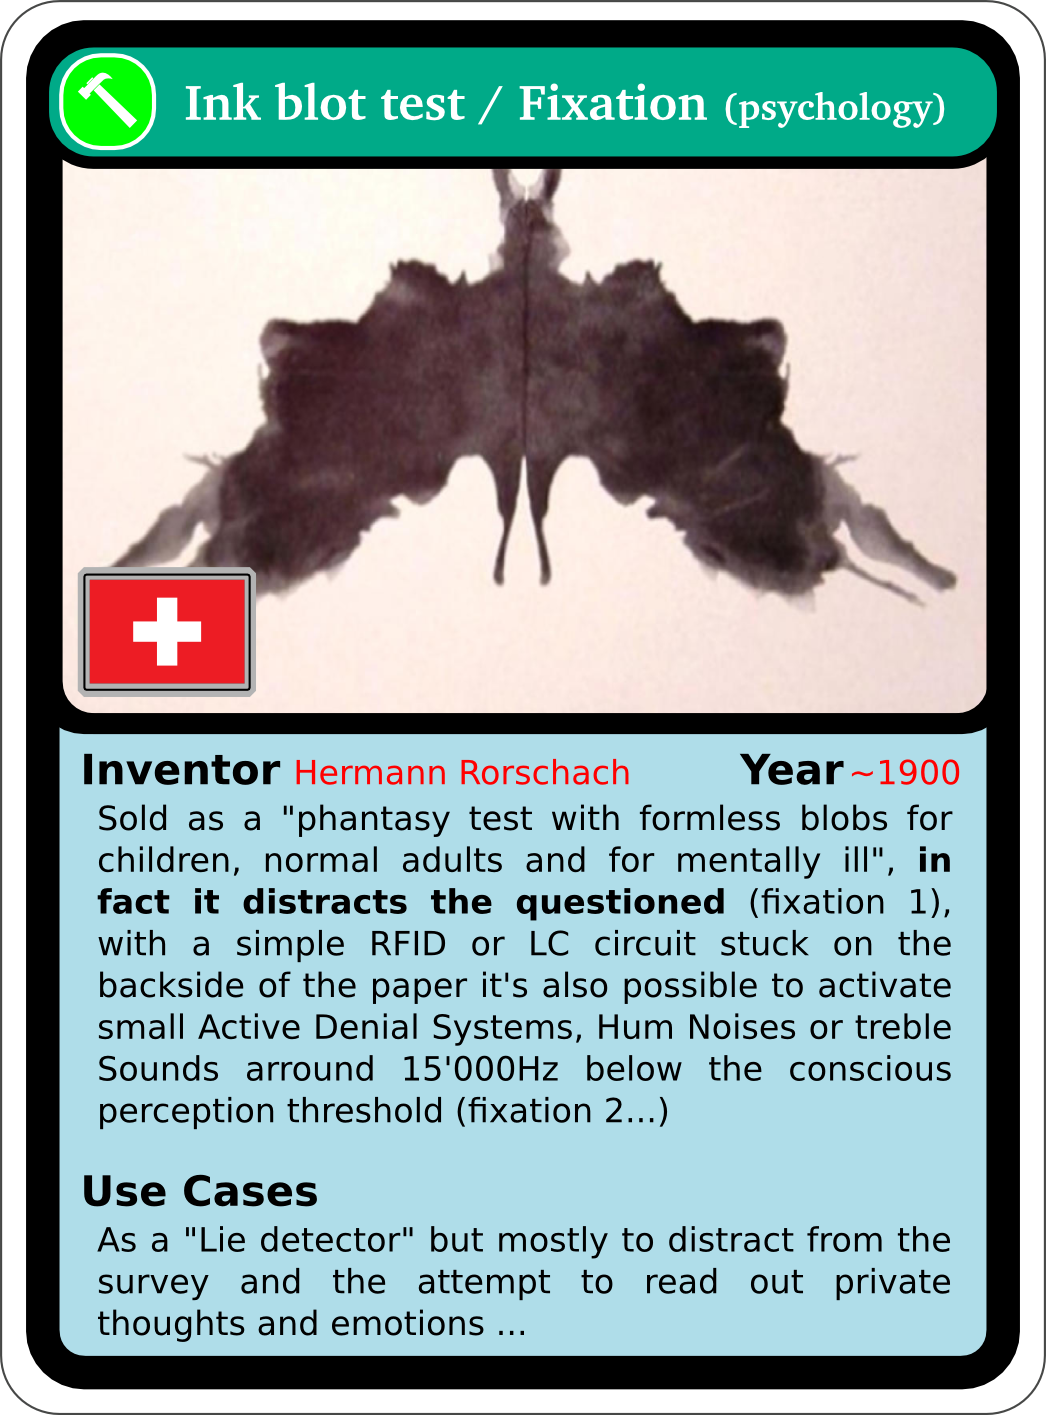 Ink blot test / Fixation (psychology)
Inventor Hermann Rorschach Year ~1900
Sold as a "phantasy test with formless blobs for
children, normal adults and for mentally ill", in
fact it distracts the questioned (fixation 1),
with a simple RFID or LC circuit stuck on the
backside of the paper it's also possible to activate
small Active Denial Systems, Hum Noises or treble
Sounds arround 15'000Hz below the conscious
perception threshold (fixation 2...)
Use Cases
As a "Lie detector" but mostly to distract from the
survey and the attempt to read out private
thoughts and emotions ...